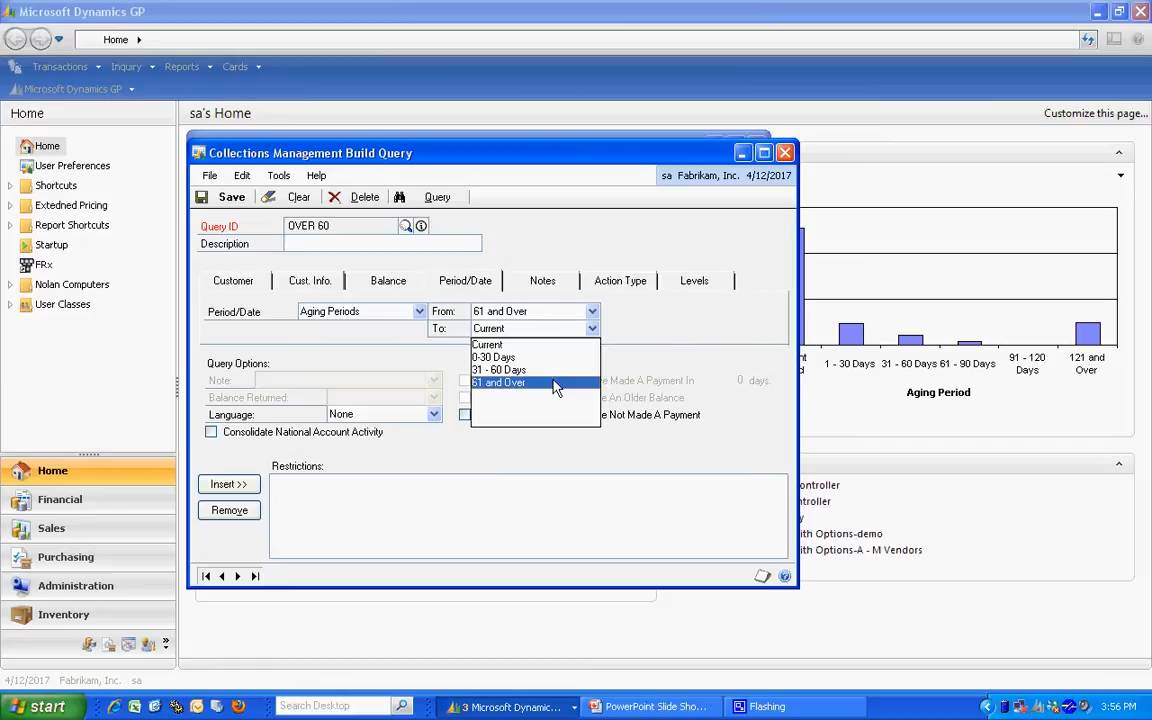 Microsoft Dynamics GP
Home
Transactions Inquiry Reports Cards
Microsoft Dynamics GP
Home
sa's Home
Customize this page...
Home
User Preferences
Shortcuts
Extedned Pricing
Report Shortcuts
Startup
FRx
Nolan Computers
User Classes
Collections Management Build Query
File Edit Tools Help
sa Fabrikam, Inc. 4/12/2017
Save Clear Delete Query
Query ID OVER 60
Description
Customer Cust. Info. Balance Period/Date Notes Action Type Levels
Period/Date Aging Periods From: 61 and Over
To: Current
Current
0-30 Days
31 - 60 Days
61 and Over
Query Options:
Note: e Made A Payment In 0 days.
Balance Returned: e An Older Balance
Language: None e Not Made A Payment
Consolidate National Account Activity
Restrictions:
Insert >>
Remove
1 - 30 Days 31 - 60 Days 61 - 90 Days 91 - 120 Days 121 and Over
Aging Period
ontroller
ontroller
y
ith Options-demo
ith Options-A - M Vendors
Home
Financial
Sales
Purchasing
Administration
Inventory
4/12/2017 Fabrikam, Inc. sa
start
Search Desktop
3 Microsoft Dynamic...
PowerPoint Slide Sho...
Flashing
3:56 PM